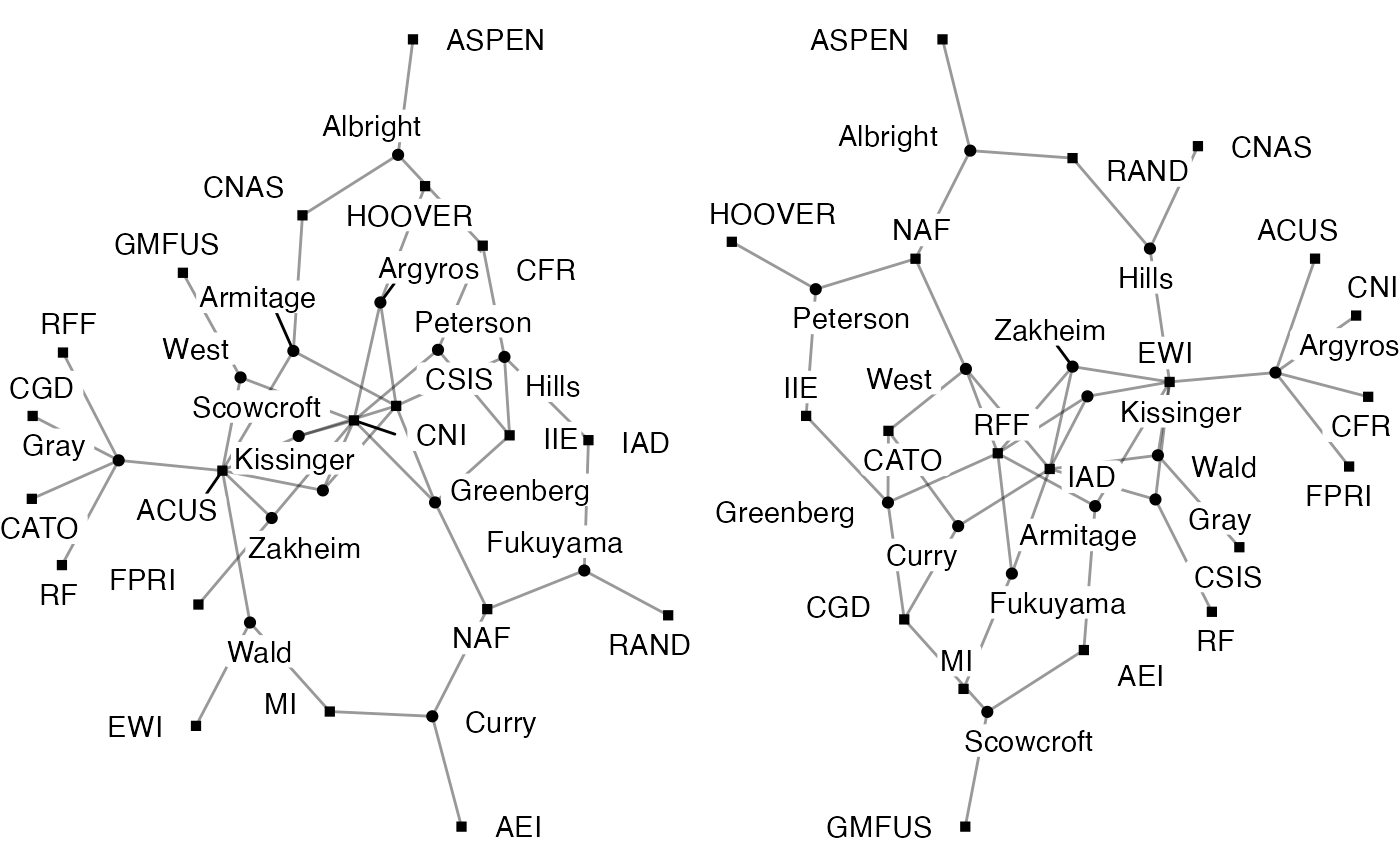 ASPEN
Albright
CNAS
HOOVER
GMFUS
CFR
Argyros
Armitage
RFF
Peterson
West
CGD
CSIS
Hills
Scowcroft
Gray
CNI
IIE
IAD
Kissinger
Greenberg
ACUS
CATO
Fukuyama
Zakheim
FPRI
RF
NAF
RAND
Wald
MI
EWI
Curry
AEI
ASPEN
Albright
CNAS
RAND
HOOVER
NAF
ACUS
Hills
CNI
Peterson
Zakheim
Argyros
EWI
West
IIE
Kissinger
RFF
CFR
CATO
Wald
IAD
FPRI
Greenberg
Gray
Armitage
Curry
CSIS
Fukuyama
CGD
RF
MI
AEI
Scowcroft
GMFUS